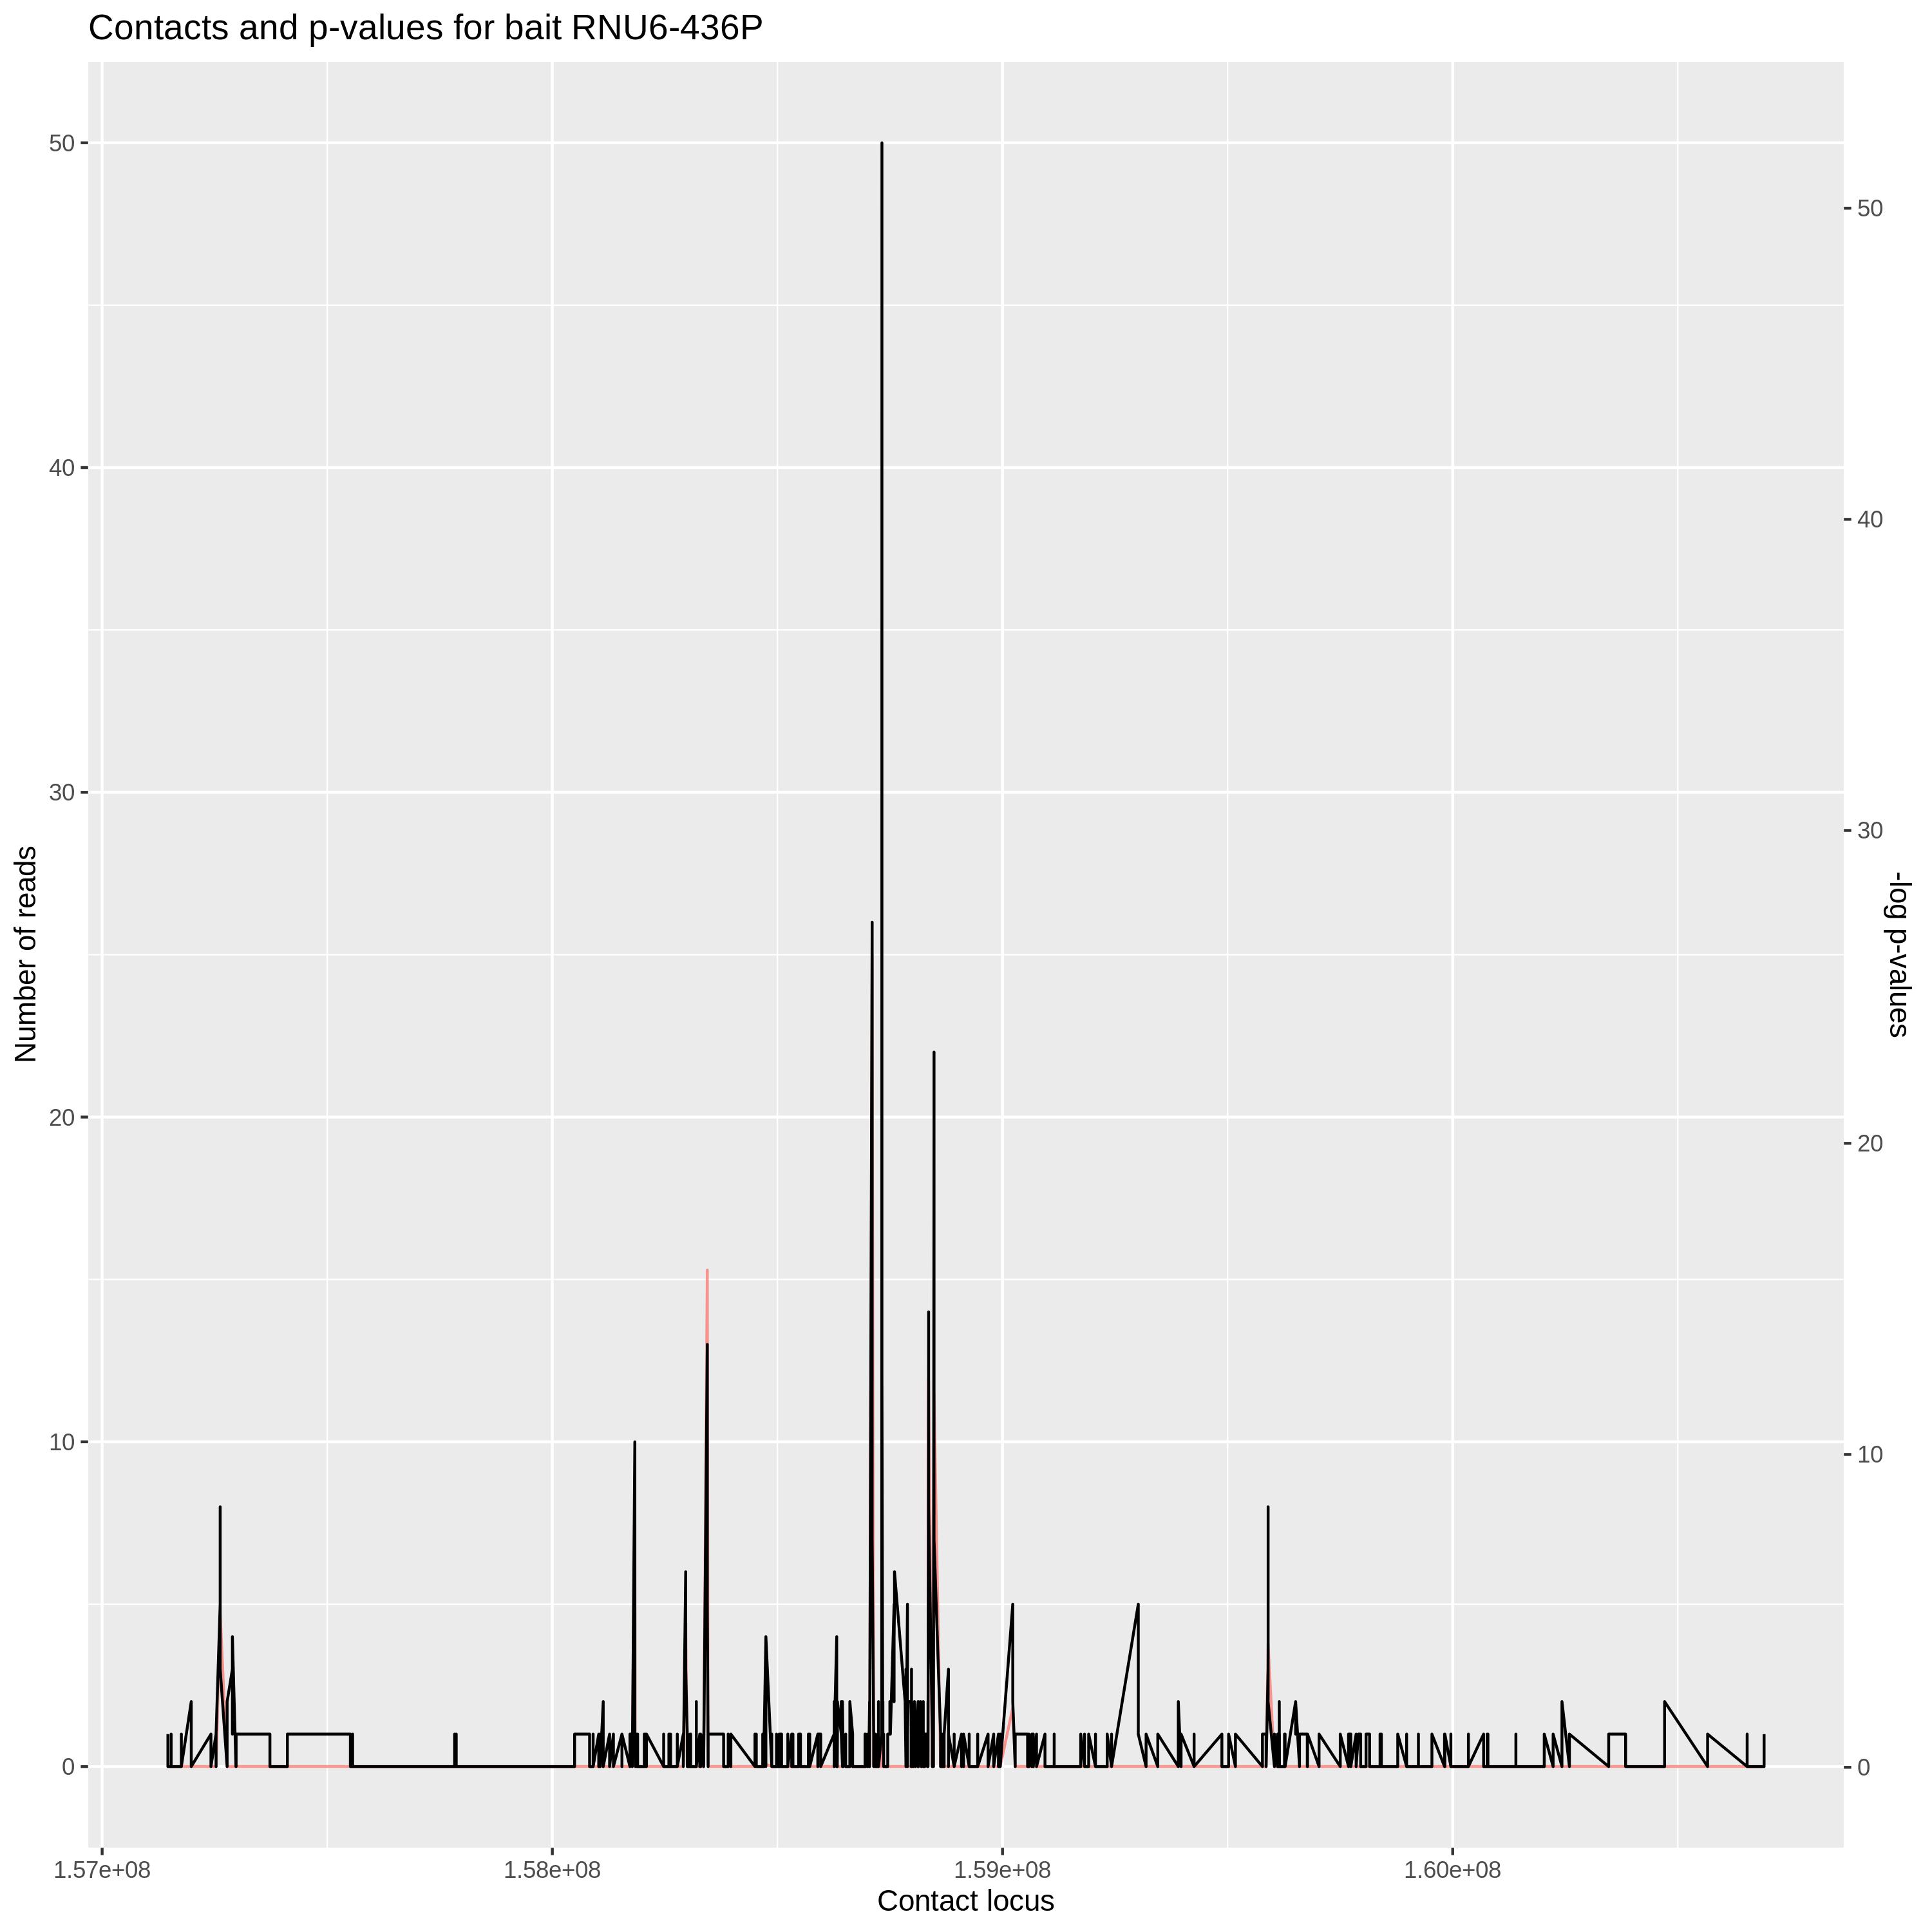 Contacts and p-values for bait RNU6-436P
50
40
30
20
10
0
Number of reads
50
40
30
20
10
0
-log p-values
1.57e+08
1.58e+08
1.59e+08
1.60e+08
Contact locus